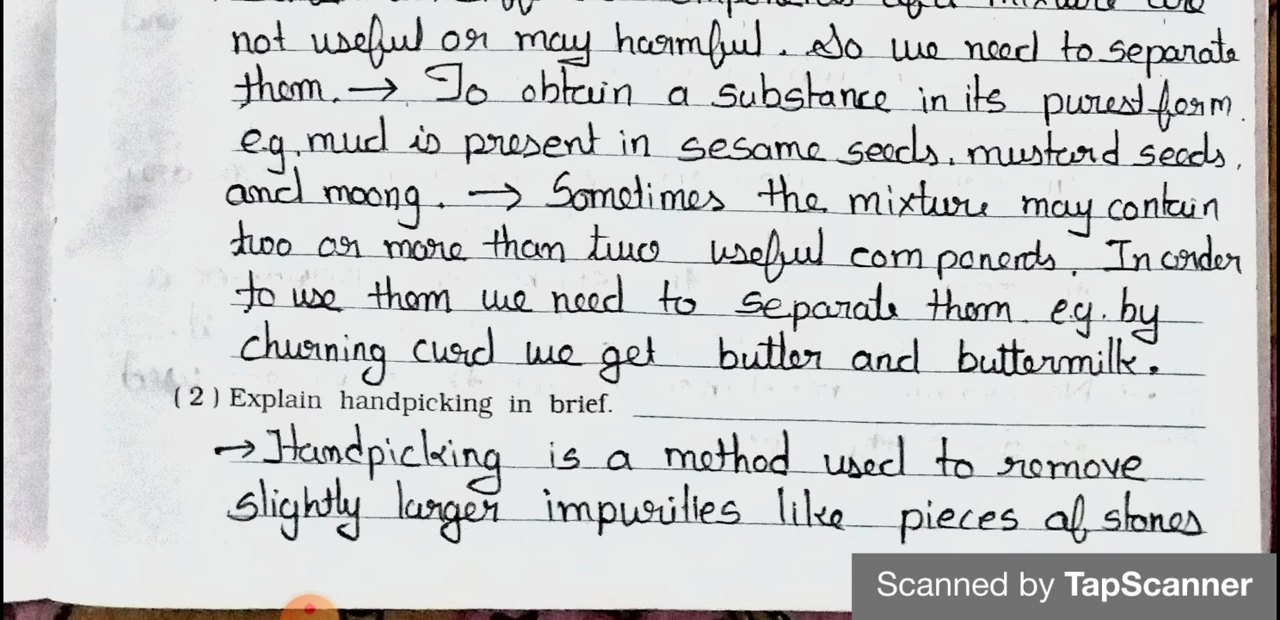 not useful or may harmful. So we need to separate
them. → To obtain a substance in its purest form.
e.g. mud is present in sesame seeds, mustard seeds,
and moong. → Sometimes the mixture may contain
two or more than two useful components. In order
to use them we need to separate them e.g. by
churning curd we get butter and buttermilk.
(2) Explain handpicking in brief.
→ Handpicking is a method used to remove
slightly larger impurities like pieces of stones
Scanned by TapScanner